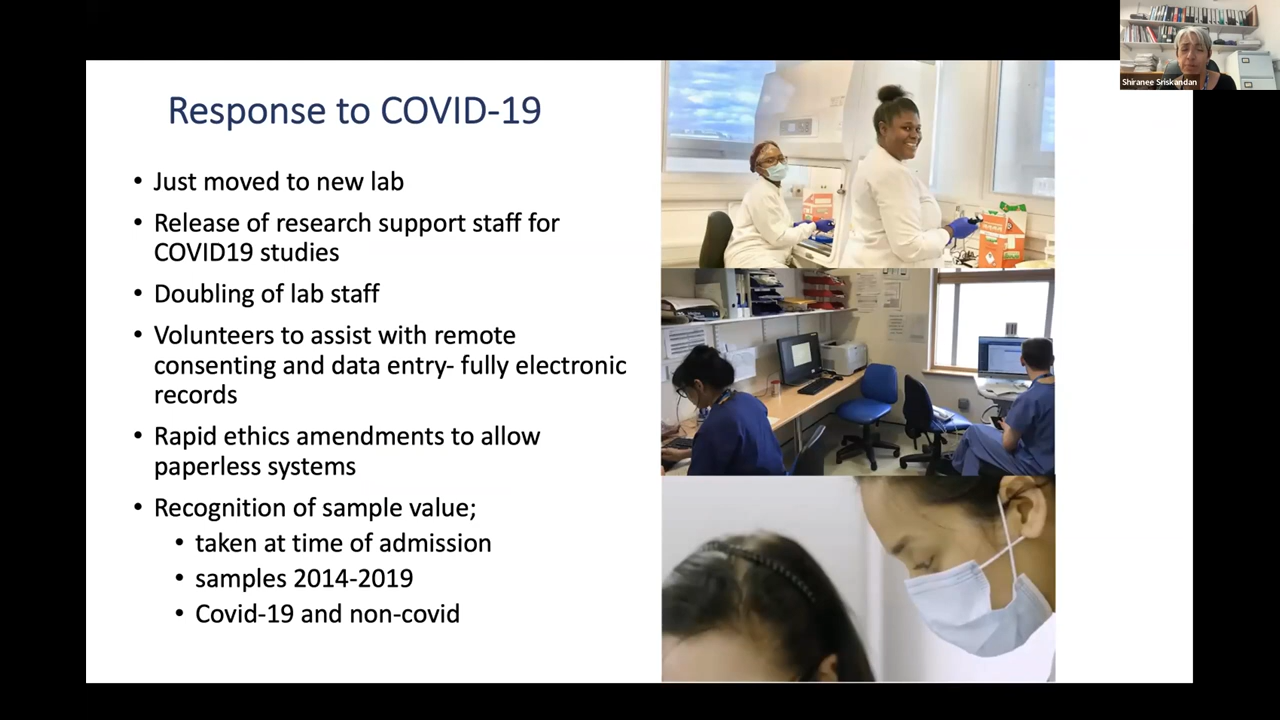 Shiranee Sriskandan
Response to COVID-19
• Just moved to new lab
• Release of research support staff for
COVID19 studies
• Doubling of lab staff
• Volunteers to assist with remote
consenting and data entry- fully electronic
records
• Rapid ethics amendments to allow
paperless systems
• Recognition of sample value;
• taken at time of admission
• samples 2014-2019
• Covid-19 and non-covid